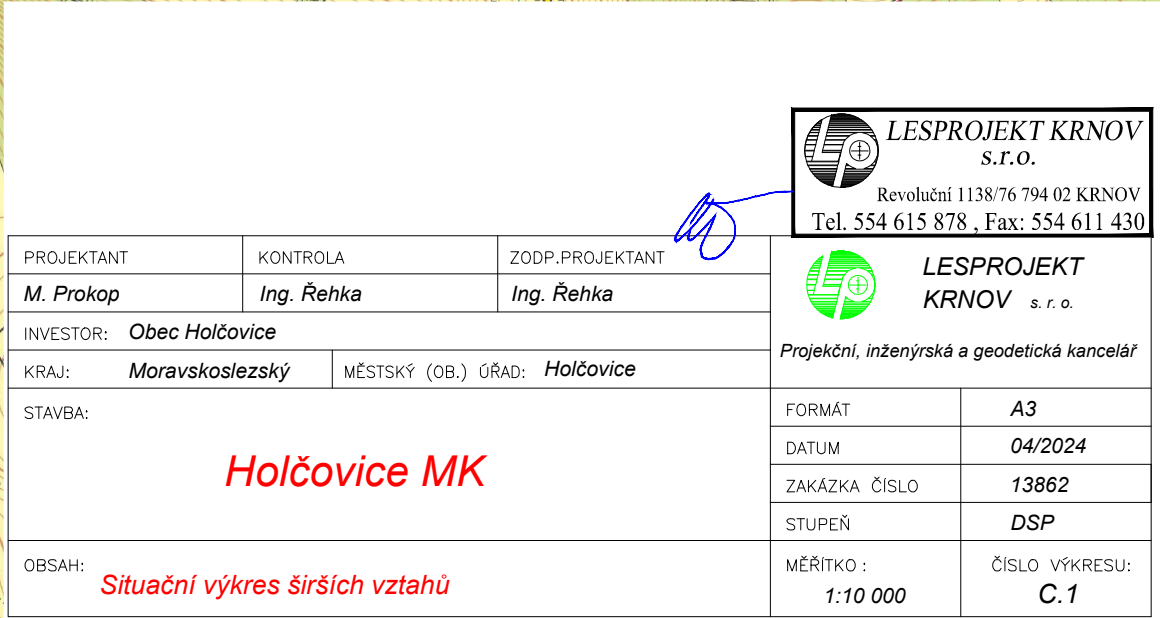 LESPROJEKT KRNOV
s.r.o.
Revoluční 1138/76 794 02 KRNOV
Tel. 554 615 878 , Fax: 554 611 430
PROJEKTANT KONTROLA ZODP.PROJEKTANT
M. Prokop Ing. Řehka Ing. Řehka
LESPROJEKT
KRNOV s. r. o.
Projekční, inženýrská a geodetická kancelář
INVESTOR: Obec Holčovice
KRAJ: Moravskoslezský MĚSTSKÝ (OB.) ÚŘAD: Holčovice
STAVBA:
Holčovice MK
FORMÁT A3
DATUM 04/2024
ZAKÁZKA ČÍSLO 13862
STUPEŇ DSP
OBSAH:
Situační výkres širších vztahů
MĚŘÍTKO :
1:10 000
ČÍSLO VÝKRESU:
C.1